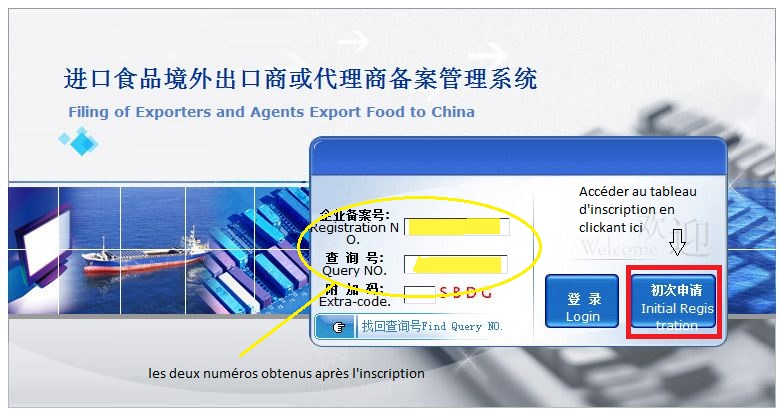 进口食品境外出口商或代理商备案管理系统
Filing of Exporters and Agents Export Food to China
Accéder au tableau
d'inscription en
clickant ici
欢迎
Welcome
企业备案号:
Registration N
O.
查 询 号:
Query NO.
附 加 码:
Extra-code.
SBDG
找回查询号Find Query NO.
登 录
Login
初次申请
Initial Regis
tration
les deux numéros obtenus après l'inscription